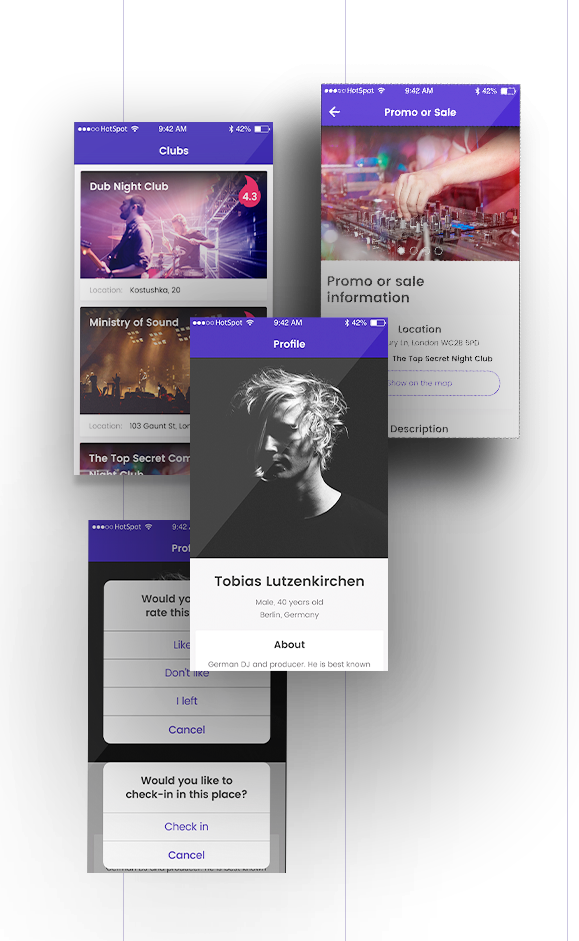 HotSpot 9:42 AM 42%
Promo or Sale
Promo or sale
information
Location
ury Ln, London WC2B 5PD
The Top Secret Night Club
Show on the map
Description
HotSpot 9:42 AM 42%
Clubs
Dub Night Club
4.3
Location: Kostushka, 20
Ministry of Sound
Location: 103 Gaunt St, Lon
The Top Secret Com
Night Club
HotSpot 9:42 AM 42%
Profile
Tobias Lutzenkirchen
Male, 40 years old
Berlin, Germany
About
German DJ and producer. He is best known
HotSpot 9:42
Prof
Would yo
rate this
Like
Don't like
I left
Cancel
Would you like to
check-in in this place?
Check in
Cancel
German DJ and producer. He is best known